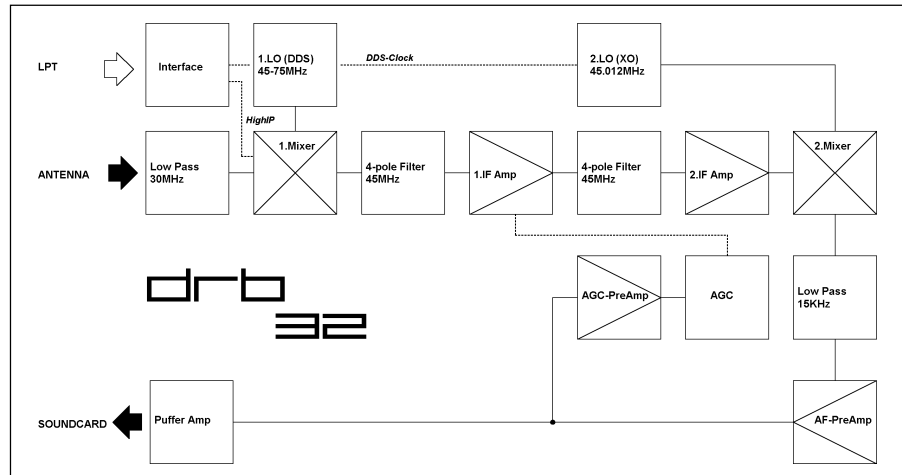 LPT
Interface
1.LO (DDS)
45-75MHz
DDS-Clock
2.LO (XO)
45.012MHz
HighIP
ANTENNA
Low Pass
30MHz
1.Mixer
4-pole Filter
45MHz
1.IF Amp
4-pole Filter
45MHz
2.IF Amp
2.Mixer
drb
32
AGC-PreAmp
AGC
Low Pass
15KHz
SOUNDCARD
Puffer Amp
AF-PreAmp